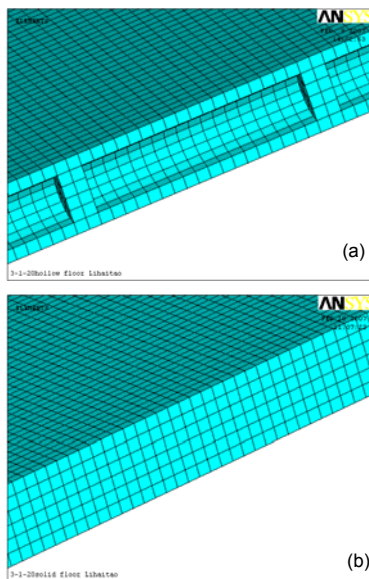 ELEMENTS
ANSYS
(a)
3-1-20hollow floor Lihaitao
ELEMENTS
ANSYS
(b)
3-1-20solid floor Lihaitao